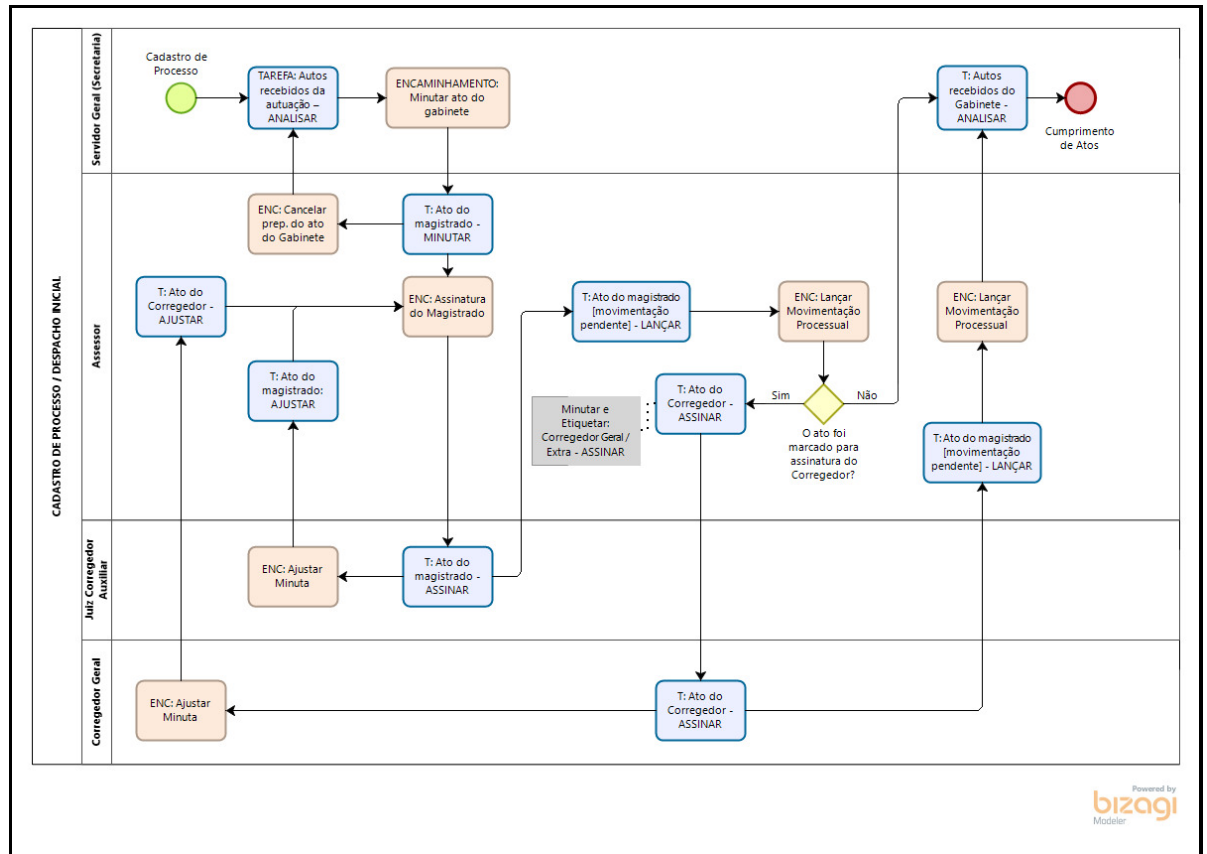 CADASTRO DE PROCESSO / DESPACHO INICIAL
Servidor Geral (Secretaria)
Cadastro de
Processo
TAREFA: Autos
recebidos da
autuação –
ANALISAR
ENCAMINHAMENTO:
Minutar ato do
gabinete
T: Autos
recebidos do
Gabinete -
ANALISAR
Cumprimento
de Atos
Assessor
ENC: Cancelar
prep. do ato
do Gabinete
T: Ato do
magistrado -
MINUTAR
T: Ato do
Corregedor -
AJUSTAR
ENC: Assinatura
do Magistrado
T: Ato do magistrado
[movimentação
pendente] - LANÇAR
ENC: Lançar
Movimentação
Processual
ENC: Lançar
Movimentação
Processual
T: Ato do
magistrado:
AJUSTAR
Minutar e
Etiquetar:
Corregedor Geral /
Extra - ASSINAR
T: Ato do
Corregedor -
ASSINAR
Sim
Não
O ato foi
marcado para
assinatura do
Corregedor?
T: Ato do magistrado
[movimentação
pendente] - LANÇAR
Juiz Corregedor
Auxiliar
ENC: Ajustar
Minuta
T: Ato do
magistrado -
ASSINAR
Corregedor Geral
ENC: Ajustar
Minuta
T: Ato do
Corregedor -
ASSINAR
Powered by
bizagi
Modeler